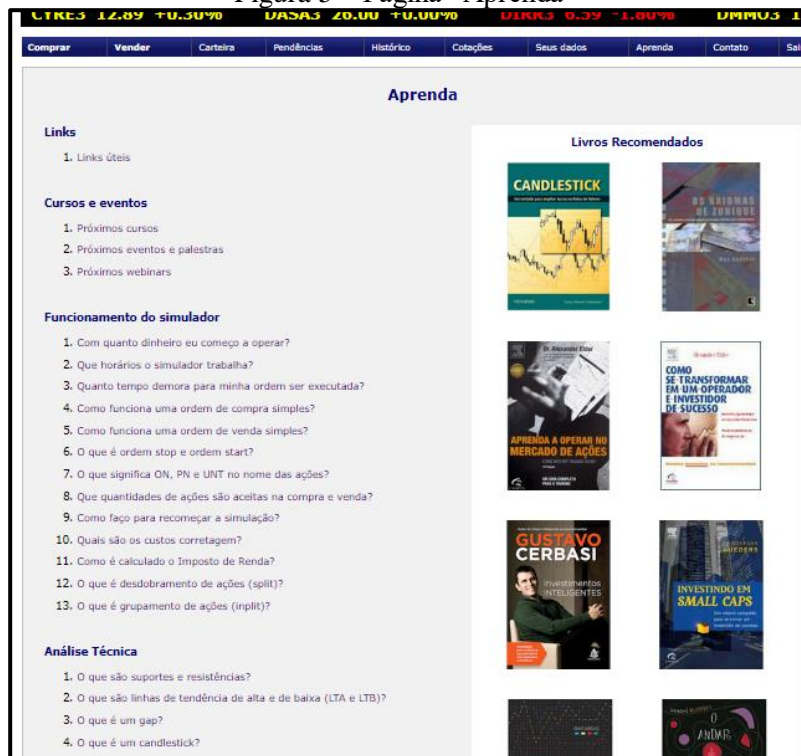 CYRE3 12.89 +0.30% DASA3 26.00 +0.00% DIRR3 6.59 -1.80% DMMO3 1
Comprar Vender Carteira Pendências Histórico Cotações Seus dados Aprenda Contato Sai
Aprenda
Links
1. Links úteis
Cursos e eventos
1. Próximos cursos
2. Próximos eventos e palestras
3. Próximos webinars
Funcionamento do simulador
1. Com quanto dinheiro eu começo a operar?
2. Que horários o simulador trabalha?
3. Quanto tempo demora para minha ordem ser executada?
4. Como funciona uma ordem de compra simples?
5. Como funciona uma ordem de venda simples?
6. O que é ordem stop e ordem start?
7. O que significa ON, PN e UNT no nome das ações?
8. Que quantidades de ações são aceitas na compra e venda?
9. Como faço para recomeçar a simulação?
10. Quais são os custos corretagem?
11. Como é calculado o Imposto de Renda?
12. O que é desdobramento de ações (split)?
13. O que é grupamento de ações (inplit)?
Análise Técnica
1. O que são suportes e resistências?
2. O que são linhas de tendência de alta e de baixa (LTA e LTB)?
3. O que é um gap?
4. O que é um candlestick?
Livros Recomendados
CANDLESTICK
OS AXIOMAS
DE ZURIQUE
Dr. Alexander Elder
APRENDA A OPERAR NO
MERCADO DE AÇÕES
COMO
SE TRANSFORMAR
EM UM OPERADOR
E INVESTIDOR
DE SUCESSO
GUSTAVO
CERBASI
investimentos
INTELIGENTES
INVESTINDO EM
SMALL CAPS
O
ANDAR